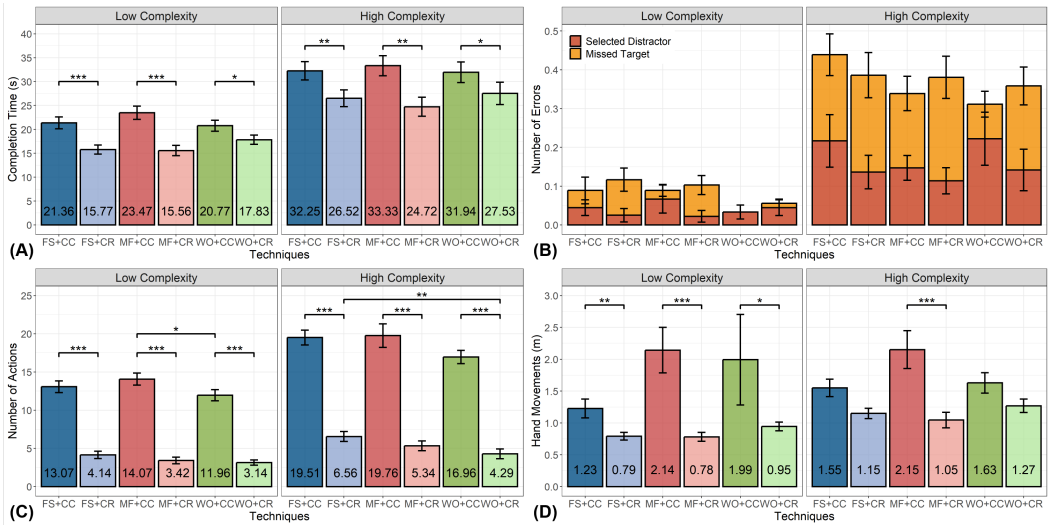 Low Complexity
High Complexity
Completion Time (s)
40
35
30
25
20
15
10
5
0
***
***
*
**
**
*
21.36 15.77 23.47 15.56 20.77 17.83
32.25 26.52 33.33 24.72 31.94 27.53
FS+CC FS+CR MF+CC MF+CR WO+CC WO+CR
FS+CC FS+CR MF+CC MF+CR WO+CC WO+CR
Techniques
(A)
Low Complexity
High Complexity
Selected Distractor
Missed Target
Number of Errors
0.5
0.4
0.3
0.2
0.1
0.0
FS+CC FS+CR MF+CC MF+CR WO+CC WO+CR
FS+CC FS+CR MF+CC MF+CR WO+CC WO+CR
Techniques
(B)
Low Complexity
High Complexity
Number of Actions
25
20
15
10
5
0
*
***
***
***
**
***
***
***
13.07 4.14 14.07 3.42 11.96 3.14
19.51 6.56 19.76 5.34 16.96 4.29
FS+CC FS+CR MF+CC MF+CR WO+CC WO+CR
FS+CC FS+CR MF+CC MF+CR WO+CC WO+CR
Techniques
(C)
Low Complexity
High Complexity
Hand Movements (m)
3.0
2.5
2.0
1.5
1.0
0.5
0.0
**
***
*
***
1.23 0.79 2.14 0.78 1.99 0.95
1.55 1.15 2.15 1.05 1.63 1.27
FS+CC FS+CR MF+CC MF+CR WO+CC WO+CR
FS+CC FS+CR MF+CC MF+CR WO+CC WO+CR
Techniques
(D)